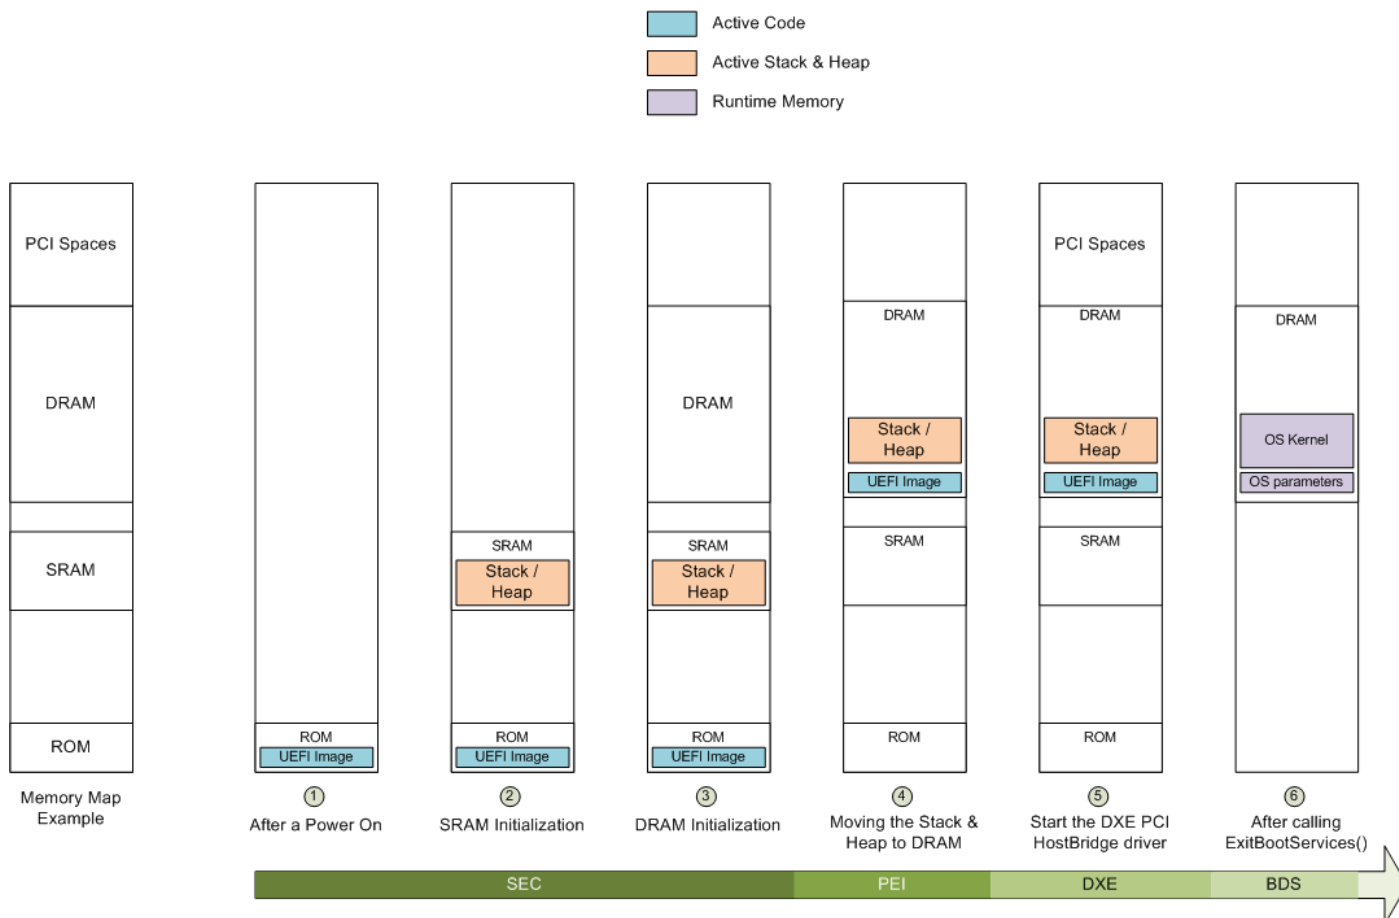 Active Code
Active Stack & Heap
Runtime Memory
PCI Spaces
DRAM
SRAM
ROM
Memory Map
Example
ROM
UEFI Image
1
After a Power On
SRAM
Stack /
Heap
ROM
UEFI Image
2
SRAM Initialization
DRAM
SRAM
Stack /
Heap
ROM
UEFI Image
3
DRAM Initialization
DRAM
Stack /
Heap
UEFI Image
SRAM
ROM
4
Moving the Stack &
Heap to DRAM
PCI Spaces
DRAM
Stack /
Heap
UEFI Image
SRAM
ROM
5
Start the DXE PCI
HostBridge driver
DRAM
OS Kernel
OS parameters
6
After calling
ExitBootServices()
SEC
PEI
DXE
BDS